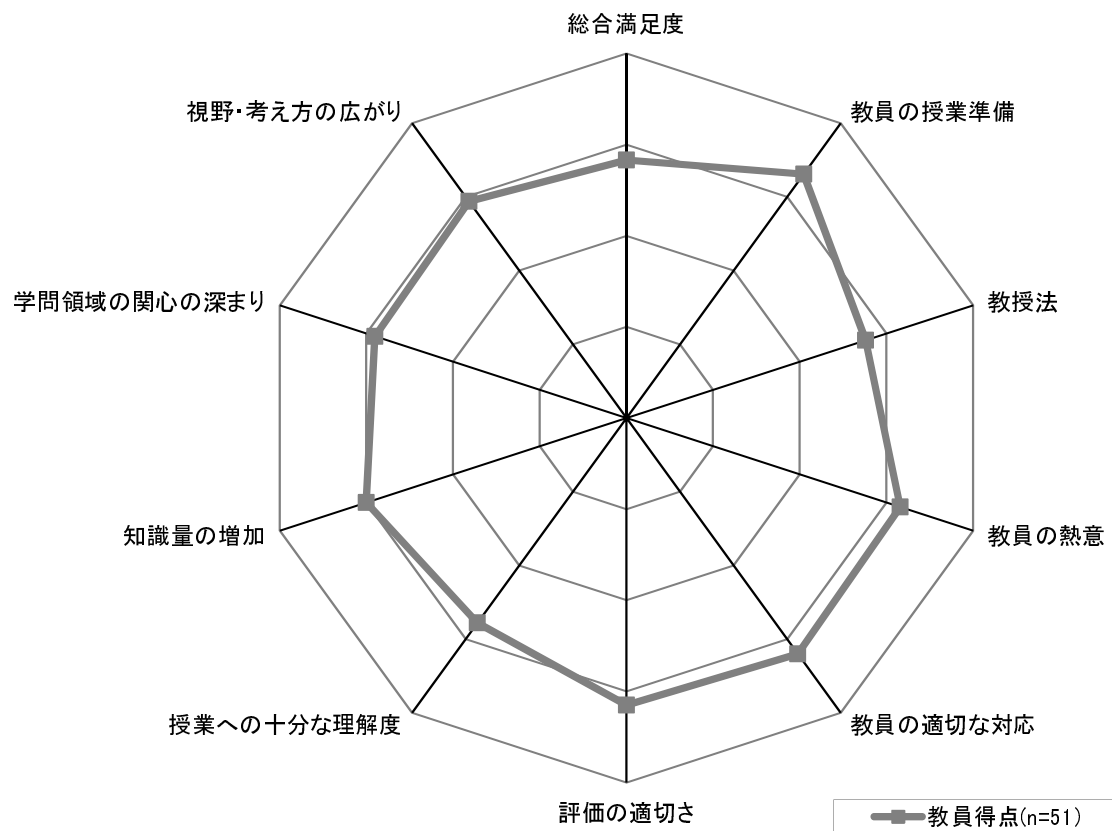 総合満足度
視野・考え方の広がり
教員の授業準備
学問領域の関心の深まり
教授法
知識量の増加
教員の熱意
授業への十分な理解度
教員の適切な対応
評価の適切さ
教員得点(n=51)